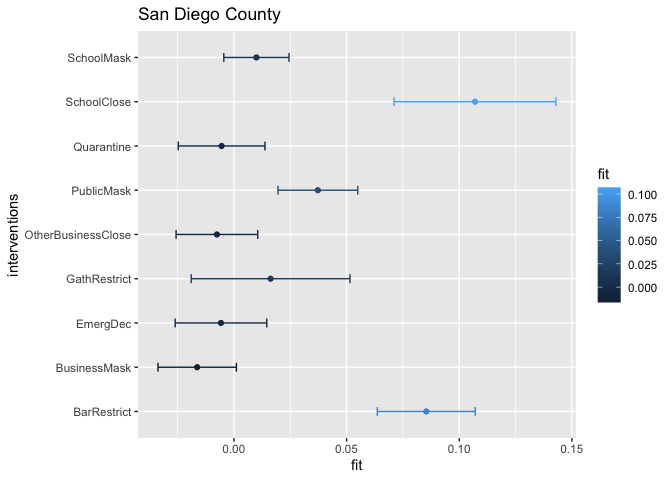 San Diego County
interventions
SchoolMask
SchoolClose
Quarantine
PublicMask
OtherBusinessClose
GathRestrict
EmergDec
BusinessMask
BarRestrict
0.00 0.05 0.10 0.15
fit
fit
0.100
0.075
0.050
0.025
0.000